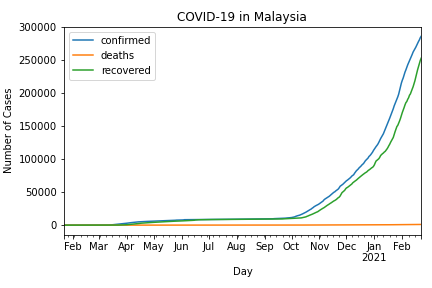 COVID-19 in Malaysia
confirmed
deaths
recovered
Number of Cases
300000
250000
200000
150000
100000
50000
0
Feb Mar Apr May Jun Jul Aug Sep Oct Nov Dec Jan Feb
2021
Day